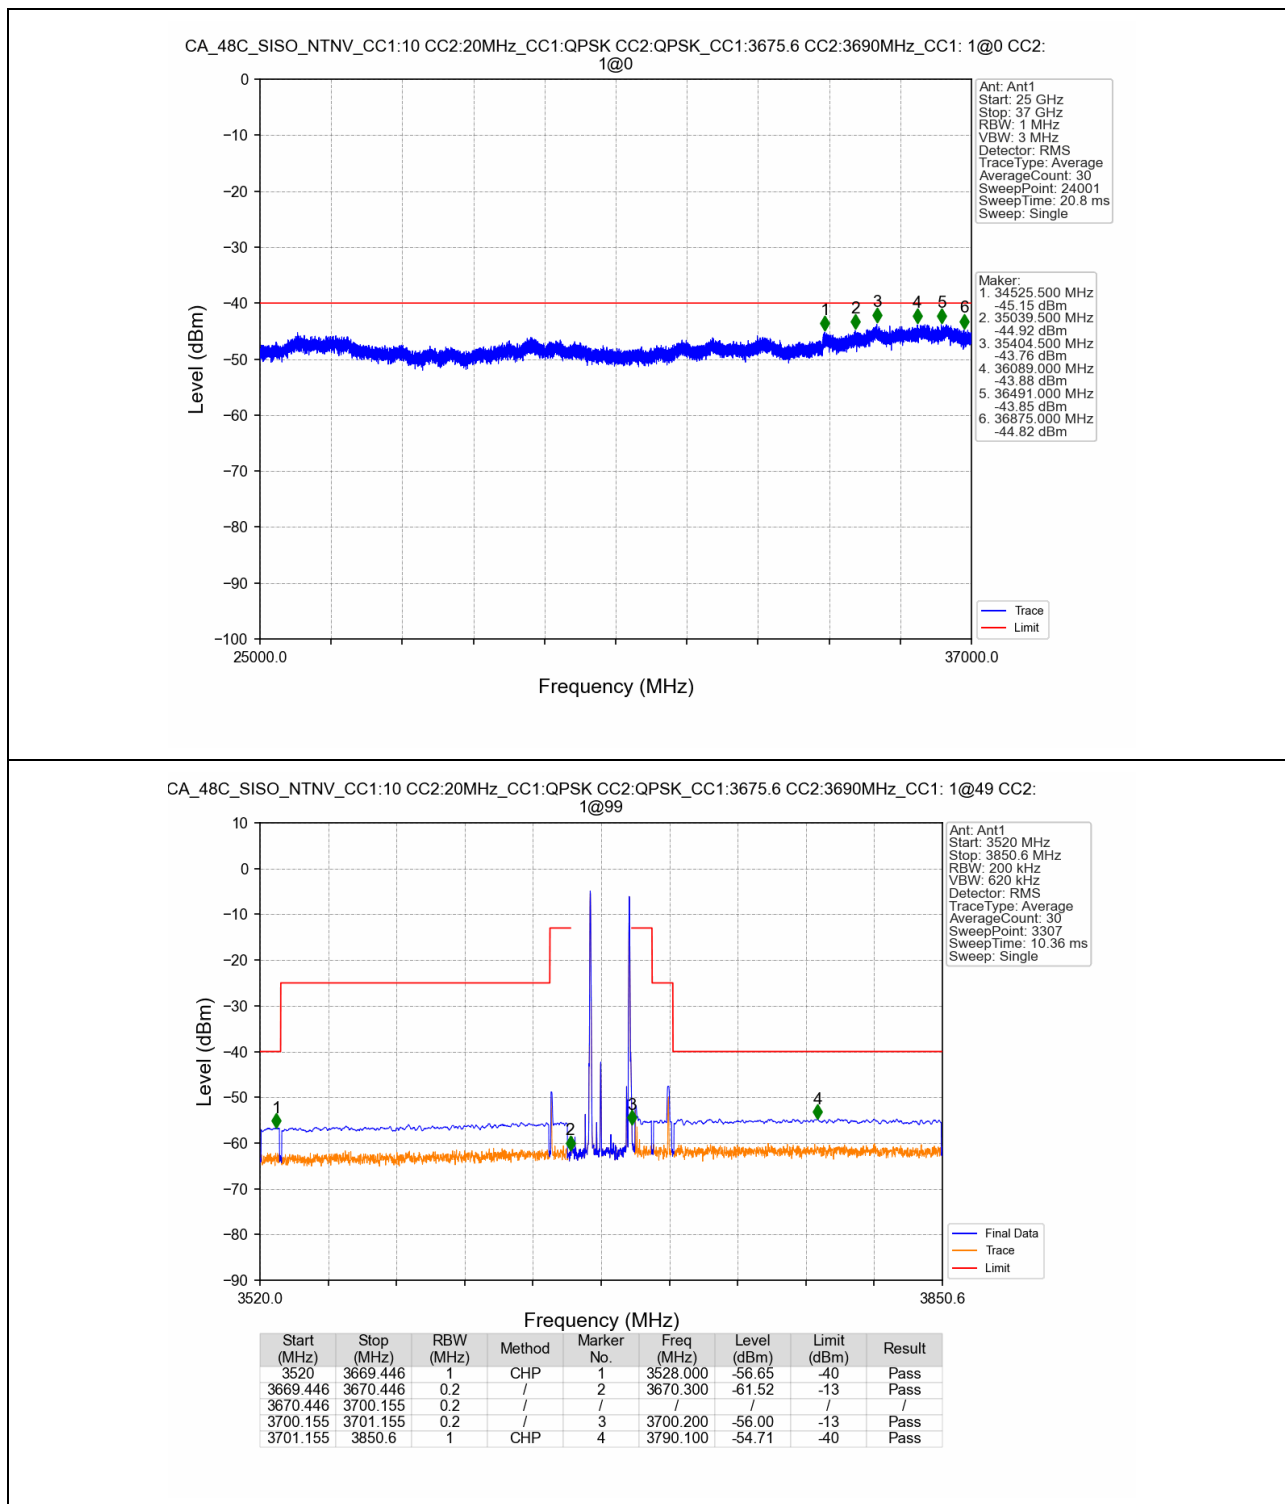 CA_48C_SISO_NTNV_CC1:10 CC2:20MHz_CC1:QPSK CC2:QPSK_CC1:3675.6 CC2:3690MHz_CC1: 1@0 CC2:
1@0
0
−10
−20
−30
−40
−50
−60
−70
−80
−90
−100
Level (dBm)
25000.0
37000.0
Frequency (MHz)
1
2
3
4
5
6
Ant: Ant1
Start: 25 GHz
Stop: 37 GHz
RBW: 1 MHz
VBW: 3 MHz
Detector: RMS
TraceType: Average
AverageCount: 30
SweepPoint: 24001
SweepTime: 20.8 ms
Sweep: Single
Maker:
1. 34525.500 MHz
-45.15 dBm
2. 35039.500 MHz
-44.92 dBm
3. 35404.500 MHz
-43.76 dBm
4. 36089.000 MHz
-43.88 dBm
5. 36491.000 MHz
-43.85 dBm
6. 36875.000 MHz
-44.82 dBm
Trace
Limit
CA_48C_SISO_NTNV_CC1:10 CC2:20MHz_CC1:QPSK CC2:QPSK_CC1:3675.6 CC2:3690MHz_CC1: 1@49 CC2:
1@99
10
0
−10
−20
−30
−40
−50
−60
−70
−80
−90
Level (dBm)
3520.0
3850.6
Frequency (MHz)
1
2
3
4
Ant: Ant1
Start: 3520 MHz
Stop: 3850.6 MHz
RBW: 200 kHz
VBW: 620 kHz
Detector: RMS
TraceType: Average
AverageCount: 30
SweepPoint: 3307
SweepTime: 10.36 ms
Sweep: Single
Final Data
Trace
Limit
Start (MHz) Stop (MHz) RBW (MHz) Method Marker No. Freq (MHz) Level (dBm) Limit (dBm) Result
3520 3669.446 1 CHP 1 3528.000 -56.65 -40 Pass
3669.446 3670.446 0.2 / 2 3670.300 -61.52 -13 Pass
3670.446 3700.155 0.2 / / / / / /
3700.155 3701.155 0.2 / 3 3700.200 -56.00 -13 Pass
3701.155 3850.6 1 CHP 4 3790.100 -54.71 -40 Pass